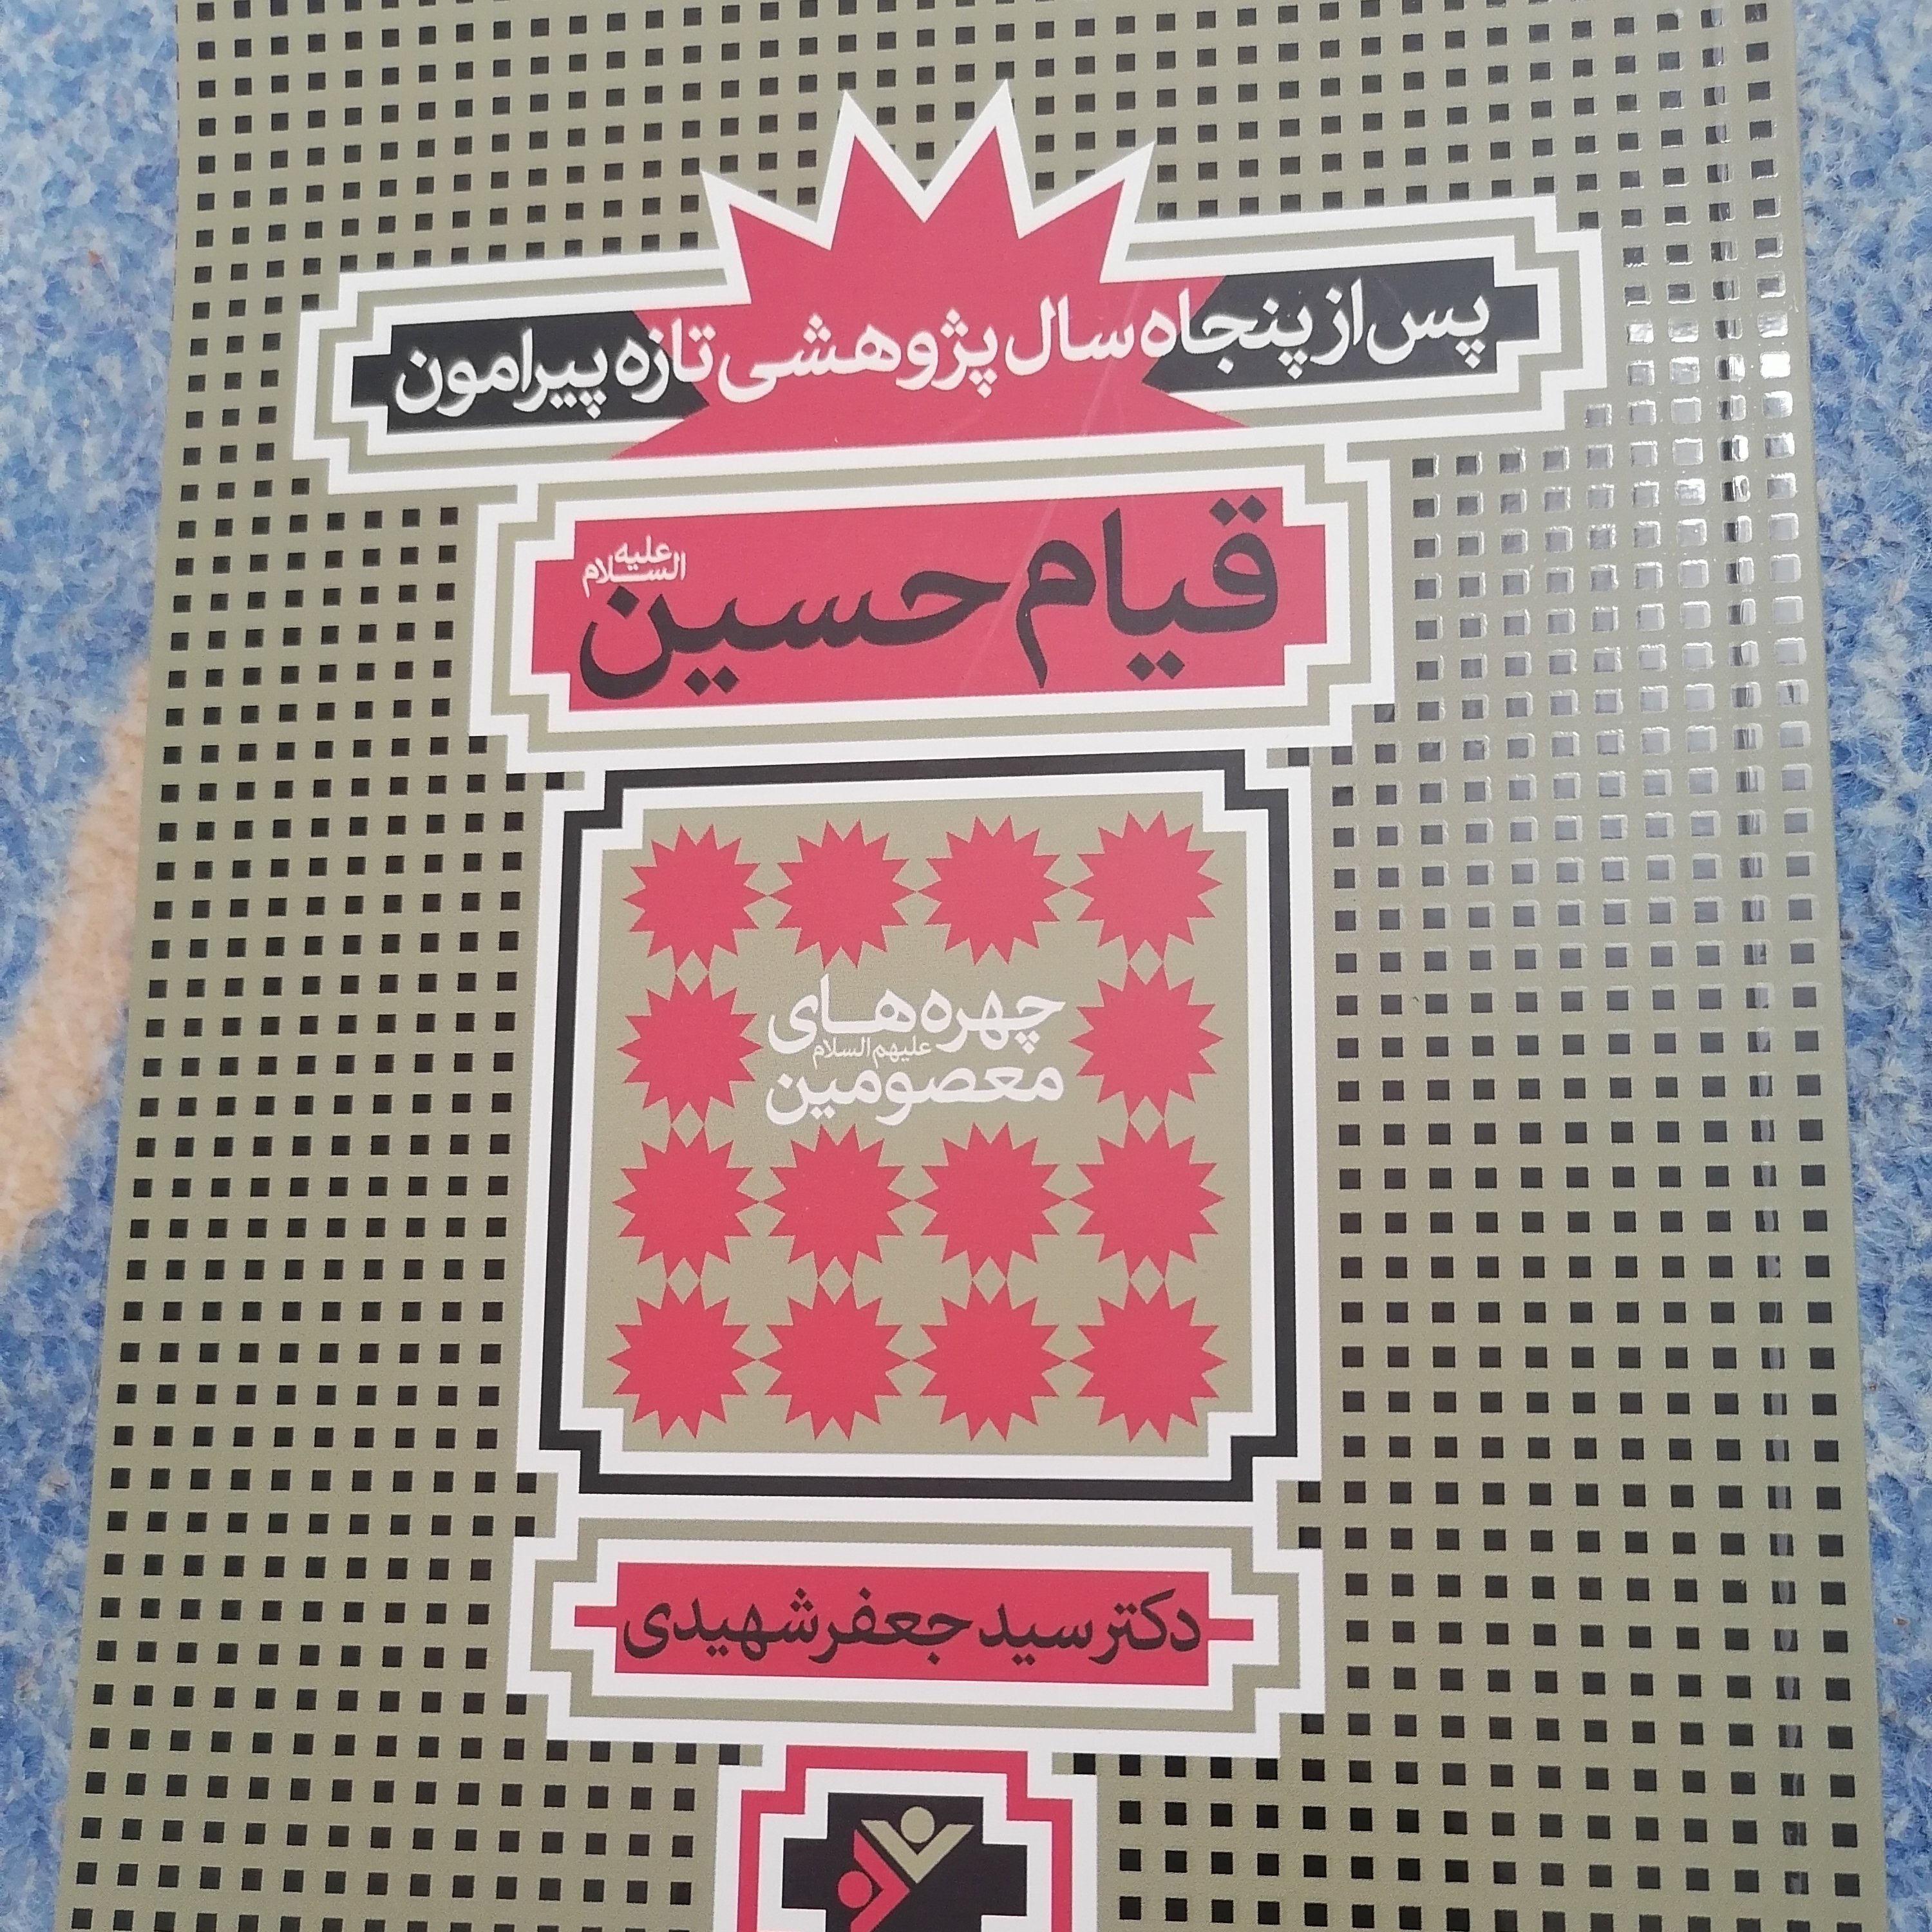 پس از پنجاه سال پژوهشی تازه پیرامون
قیام حسین علیه السلام
چهره‌های
علیهم السلام
معصومین
دکتر سید جعفر شهیدی